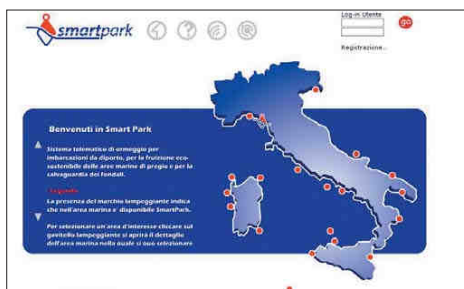 smartpark
Log-in Utente
go
Registrazione...
Benvenuti in Smart Park
Sistema telematico di ormeggio per
imbarcazioni da diporto, per la fruizione eco-
sostenibile delle aree marine di pregio e per la
salvaguardia dei fondali.
Legenda
La presenza del marchio lampeggiante indica
che nell'area marina e' disponibile SmartPark.
Per selezionare un'area d'interesse cliccare sul
gavitello lampeggiante si aprirà il dettaglio
dell'area marina nella quale si può selezionare